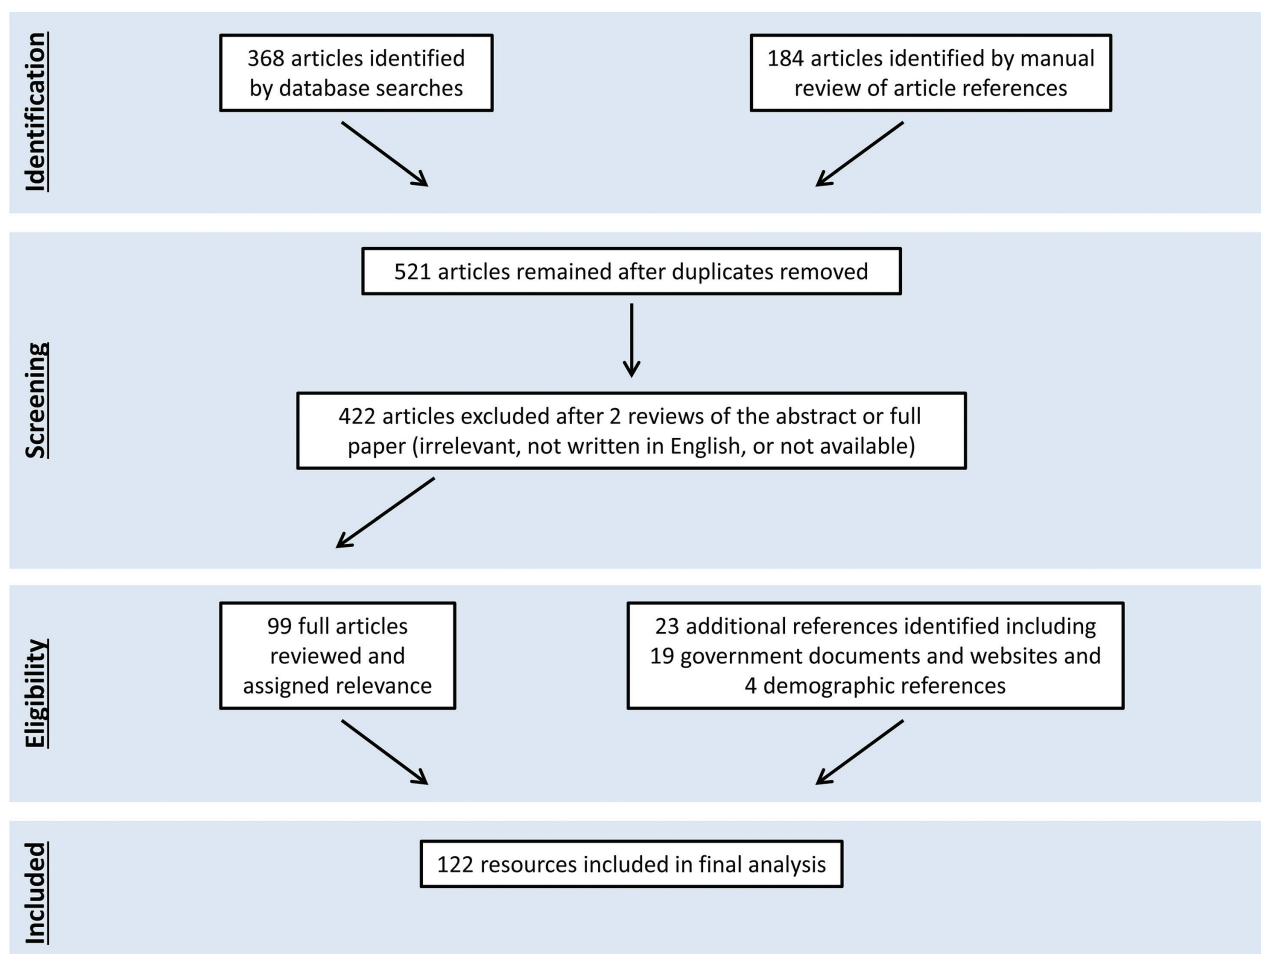 Identification
368 articles identified
by database searches
184 articles identified by manual
review of article references
Screening
521 articles remained after duplicates removed
422 articles excluded after 2 reviews of the abstract or full
paper (irrelevant, not written in English, or not available)
Eligibility
99 full articles
reviewed and
assigned relevance
23 additional references identified including
19 government documents and websites and
4 demographic references
Included
122 resources included in final analysis